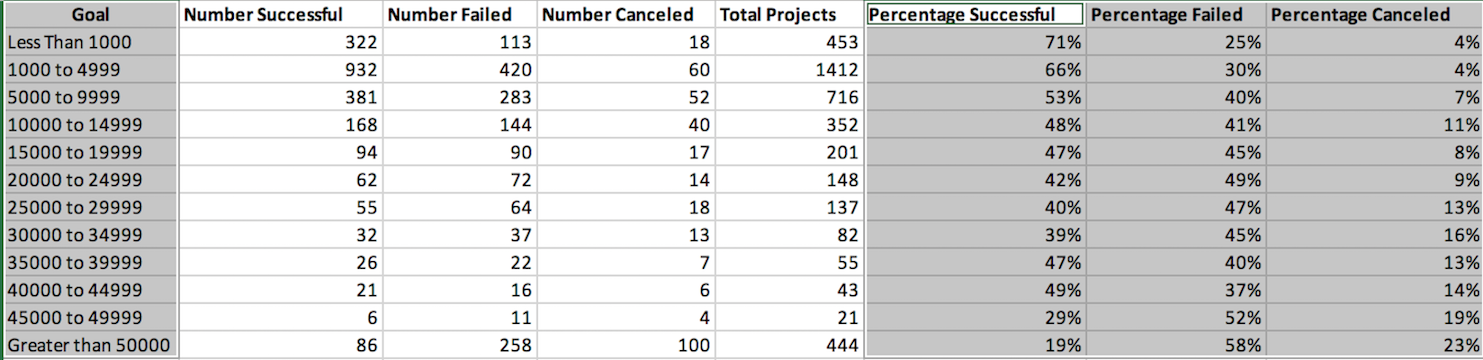 Goal Number Successful Number Failed Number Canceled Total Projects Percentage Successful Percentage Failed Percentage Canceled
Less Than 1000 322 113 18 453 71% 25% 4%
1000 to 4999 932 420 60 1412 66% 30% 4%
5000 to 9999 381 283 52 716 53% 40% 7%
10000 to 14999 168 144 40 352 48% 41% 11%
15000 to 19999 94 90 17 201 47% 45% 8%
20000 to 24999 62 72 14 148 42% 49% 9%
25000 to 29999 55 64 18 137 40% 47% 13%
30000 to 34999 32 37 13 82 39% 45% 16%
35000 to 39999 26 22 7 55 47% 40% 13%
40000 to 44999 21 16 6 43 49% 37% 14%
45000 to 49999 6 11 4 21 29% 52% 19%
Greater than 50000 86 258 100 444 19% 58% 23%